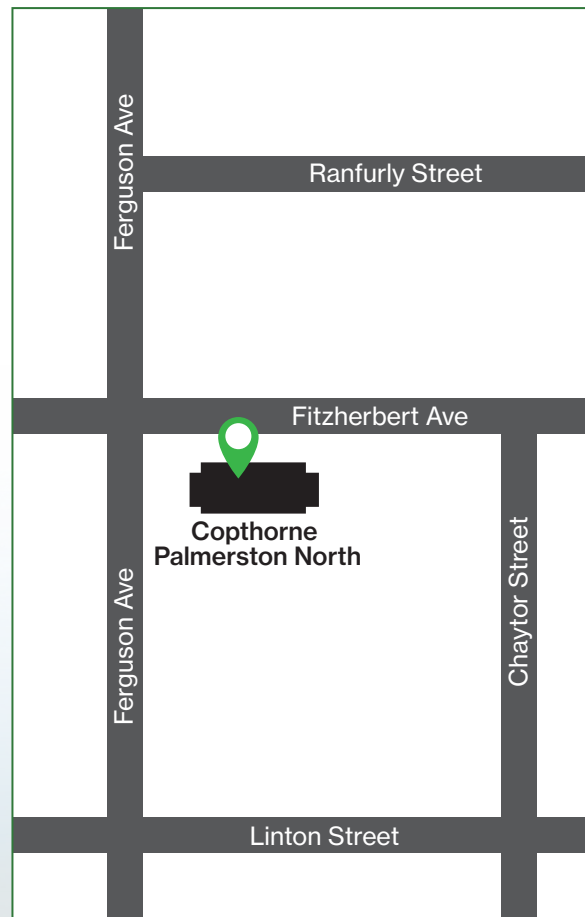 Ferguson Ave
Ranfurly Street
Fitzherbert Ave
Copthorne
Palmerston North
Ferguson Ave
Chaytor Street
Linton Street